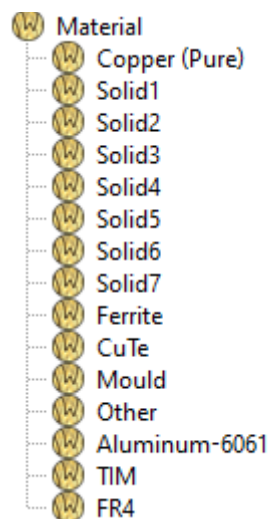 Material
Copper (Pure)
Solid1
Solid2
Solid3
Solid4
Solid5
Solid6
Solid7
Ferrite
CuTe
Mould
Other
Aluminum-6061
TIM
FR4